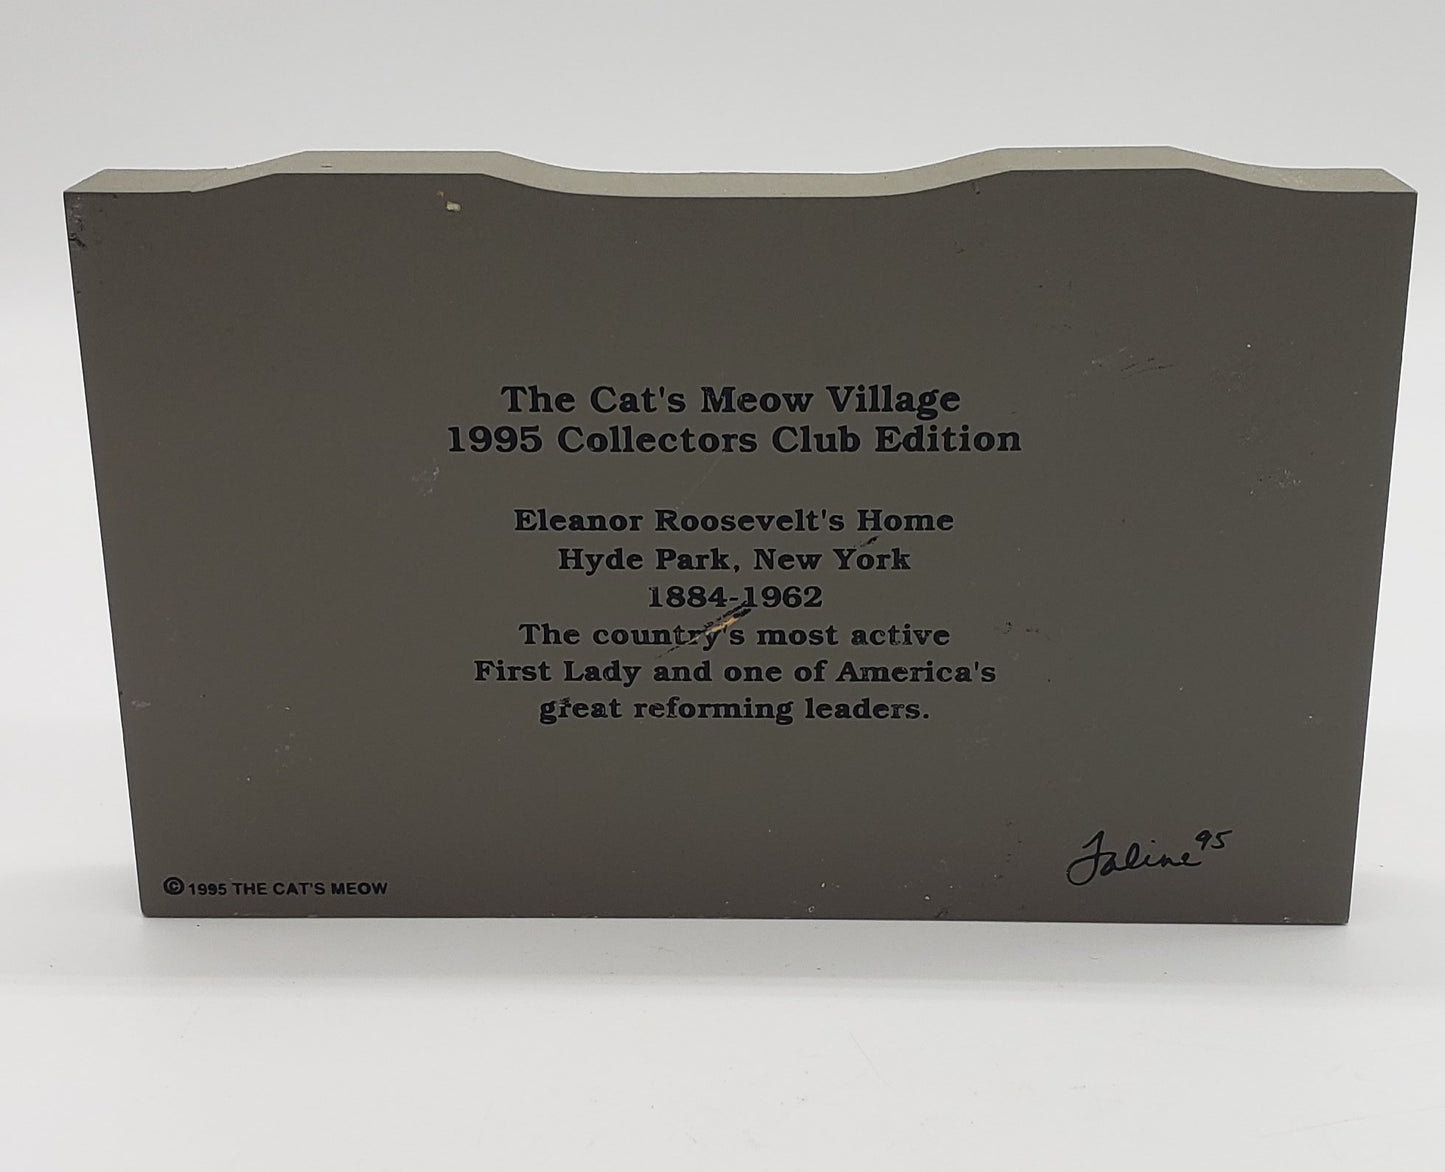 The Cat's Meow Village
1995 Collectors Club Edition
Eleanor Roosevelt's Home
Hyde Park, New York
1884-1962
The country's most active
First Lady and one of America's
great reforming leaders.
Faline 95
© 1995 THE CAT'S MEOW